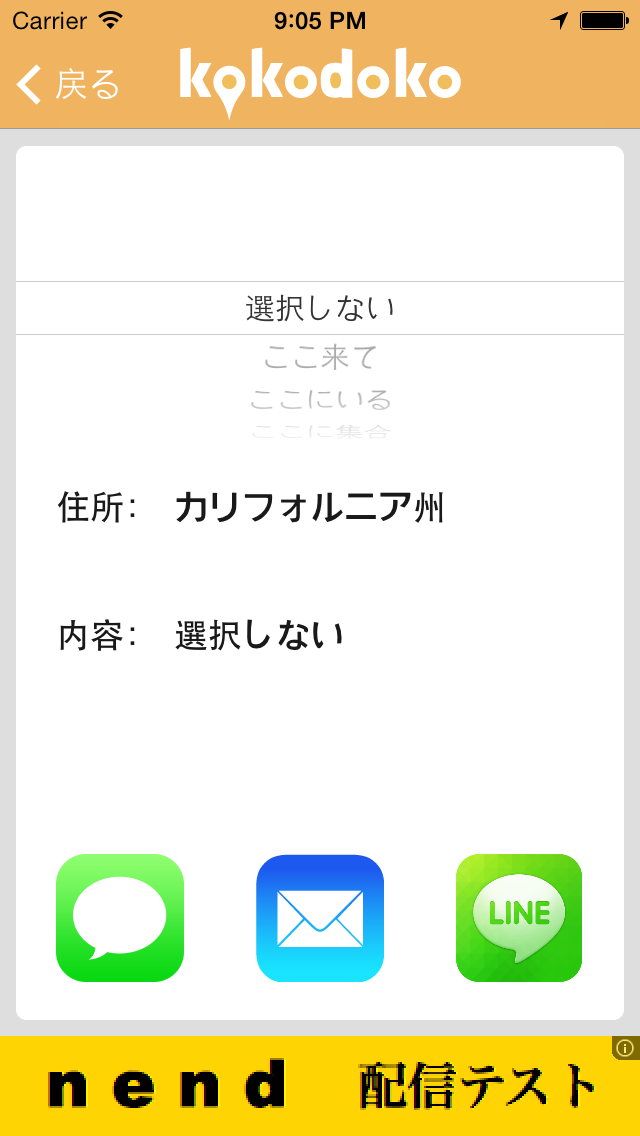 Carrier 9:05 PM
戻る kokodoko
選択しない
ここ来て
ここにいる
ここに集合
住所： カリフォルニア州
内容： 選択しない
LINE
nend 配信テスト